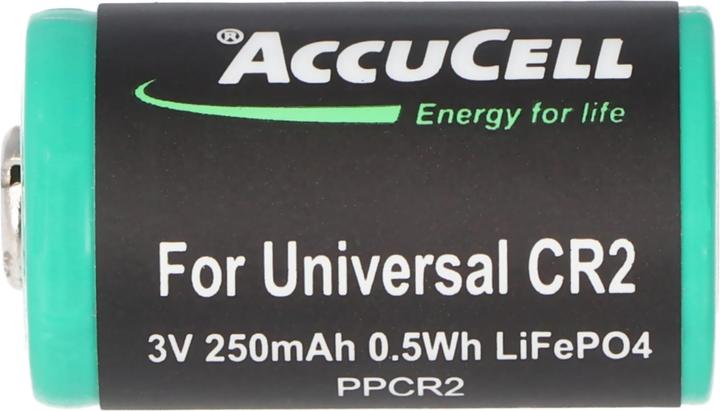 ®ACCUCELL
Energy for life
For Universal CR2
3V 250mAh 0.5Wh LiFePO4
PPCR2